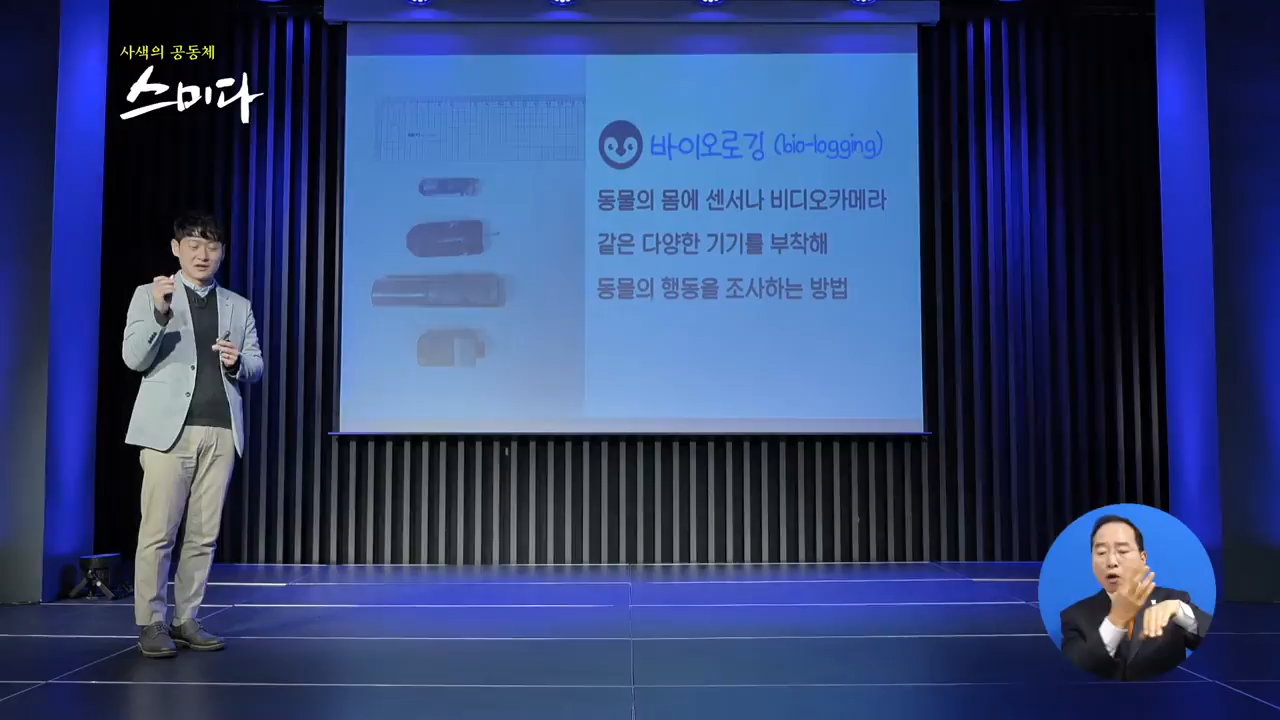 사색의 공동체
스미다
바이오로깅 (bio-logging)
동물의 몸에 센서나 비디오카메라
같은 다양한 기기를 부착해
동물의 행동을 조사하는 방법